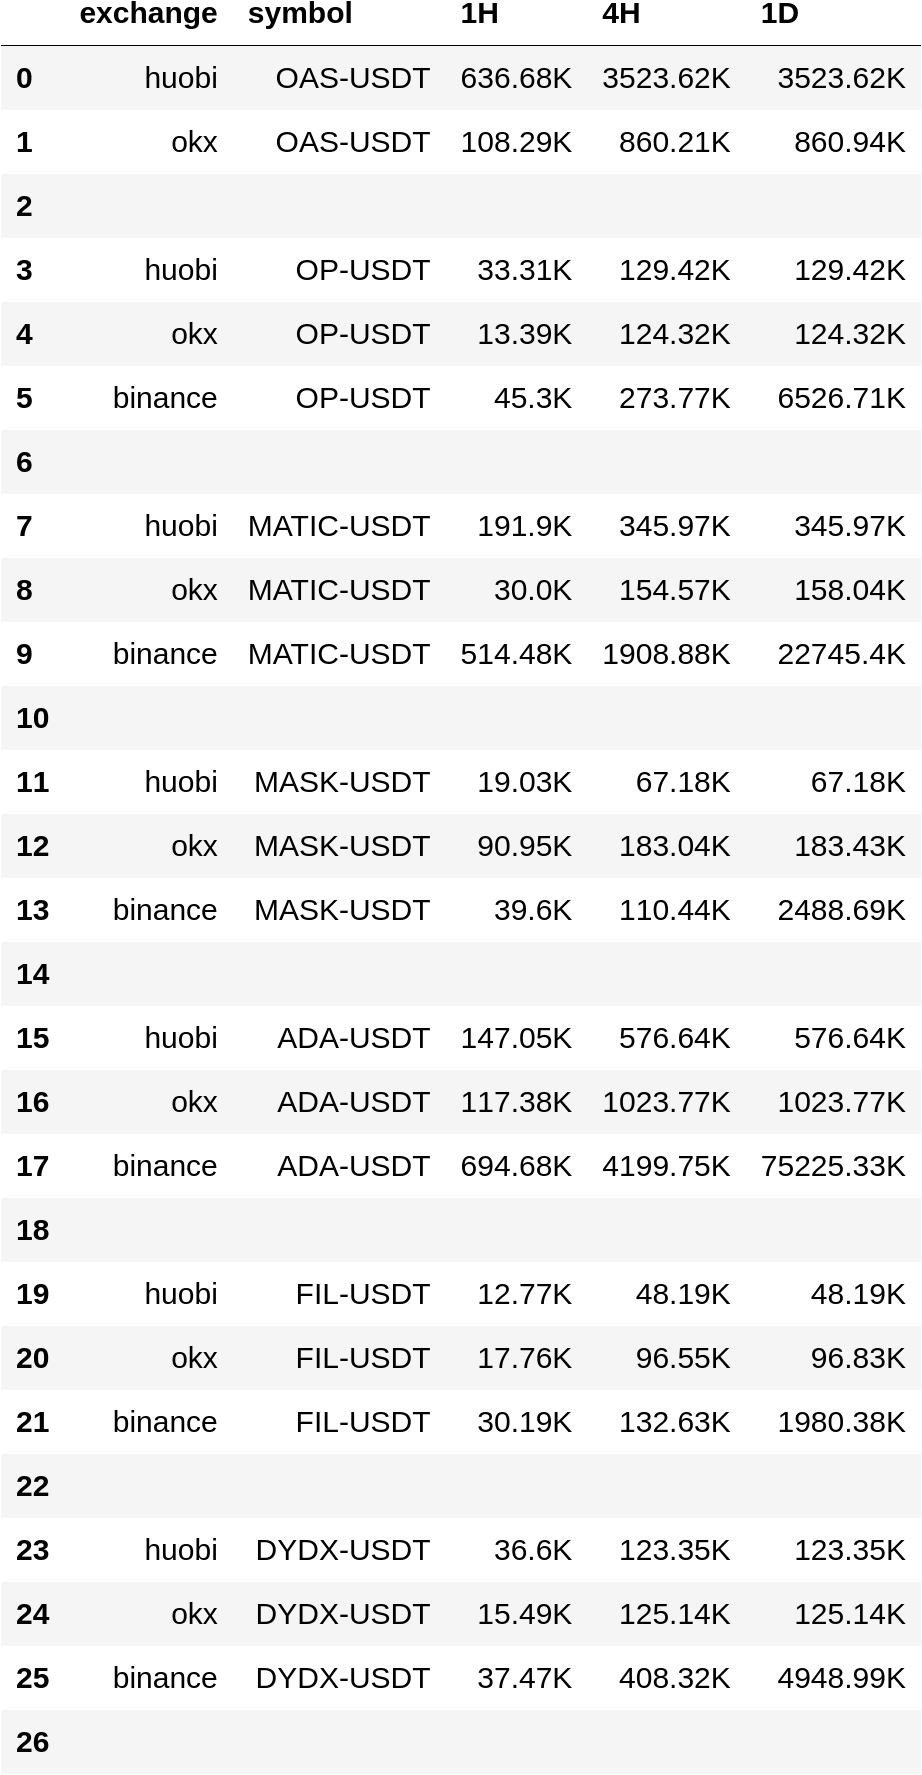 exchange symbol 1H 4H 1D
0 huobi OAS-USDT 636.68K 3523.62K 3523.62K
1 okx OAS-USDT 108.29K 860.21K 860.94K
2
3 huobi OP-USDT 33.31K 129.42K 129.42K
4 okx OP-USDT 13.39K 124.32K 124.32K
5 binance OP-USDT 45.3K 273.77K 6526.71K
6
7 huobi MATIC-USDT 191.9K 345.97K 345.97K
8 okx MATIC-USDT 30.0K 154.57K 158.04K
9 binance MATIC-USDT 514.48K 1908.88K 22745.4K
10
11 huobi MASK-USDT 19.03K 67.18K 67.18K
12 okx MASK-USDT 90.95K 183.04K 183.43K
13 binance MASK-USDT 39.6K 110.44K 2488.69K
14
15 huobi ADA-USDT 147.05K 576.64K 576.64K
16 okx ADA-USDT 117.38K 1023.77K 1023.77K
17 binance ADA-USDT 694.68K 4199.75K 75225.33K
18
19 huobi FIL-USDT 12.77K 48.19K 48.19K
20 okx FIL-USDT 17.76K 96.55K 96.83K
21 binance FIL-USDT 30.19K 132.63K 1980.38K
22
23 huobi DYDX-USDT 36.6K 123.35K 123.35K
24 okx DYDX-USDT 15.49K 125.14K 125.14K
25 binance DYDX-USDT 37.47K 408.32K 4948.99K
26